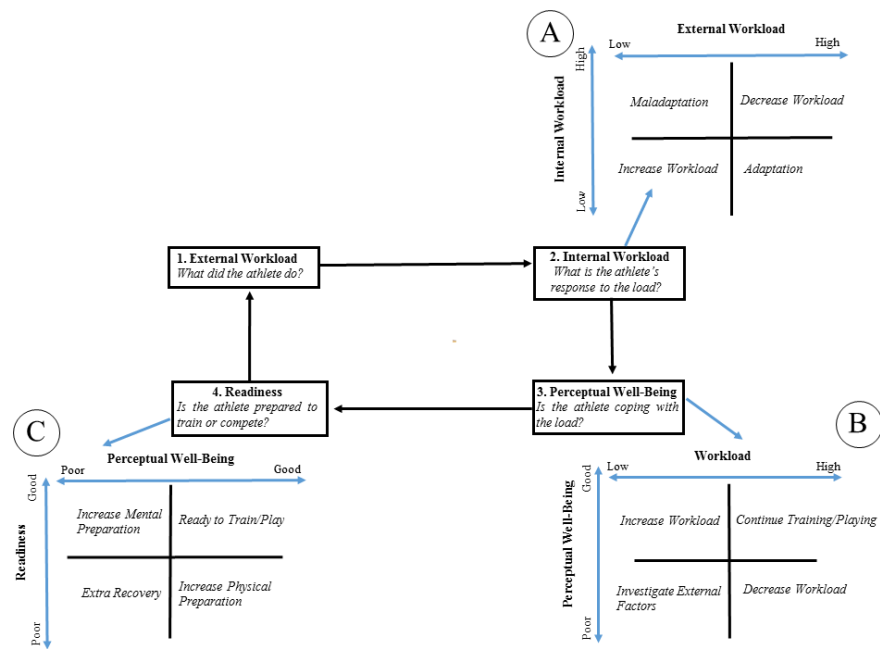 A
External Workload
Low
High
High
Internal Workload
Low
Maladaptation
Decrease Workload
Increase Workload
Adaptation
1. External Workload
What did the athlete do?
2. Internal Workload
What is the athlete's
response to the load?
4. Readiness
Is the athlete prepared to
train or compete?
3. Perceptual Well-Being
Is the athlete coping with
the load?
C
Perceptual Well-Being
Poor
Good
Good
Readiness
Poor
Increase Mental
Preparation
Ready to Train/Play
Extra Recovery
Increase Physical
Preparation
B
Workload
Low
High
Good
Perceptual Well-Being
Poor
Increase Workload
Continue Training/Playing
Investigate External
Factors
Decrease Workload